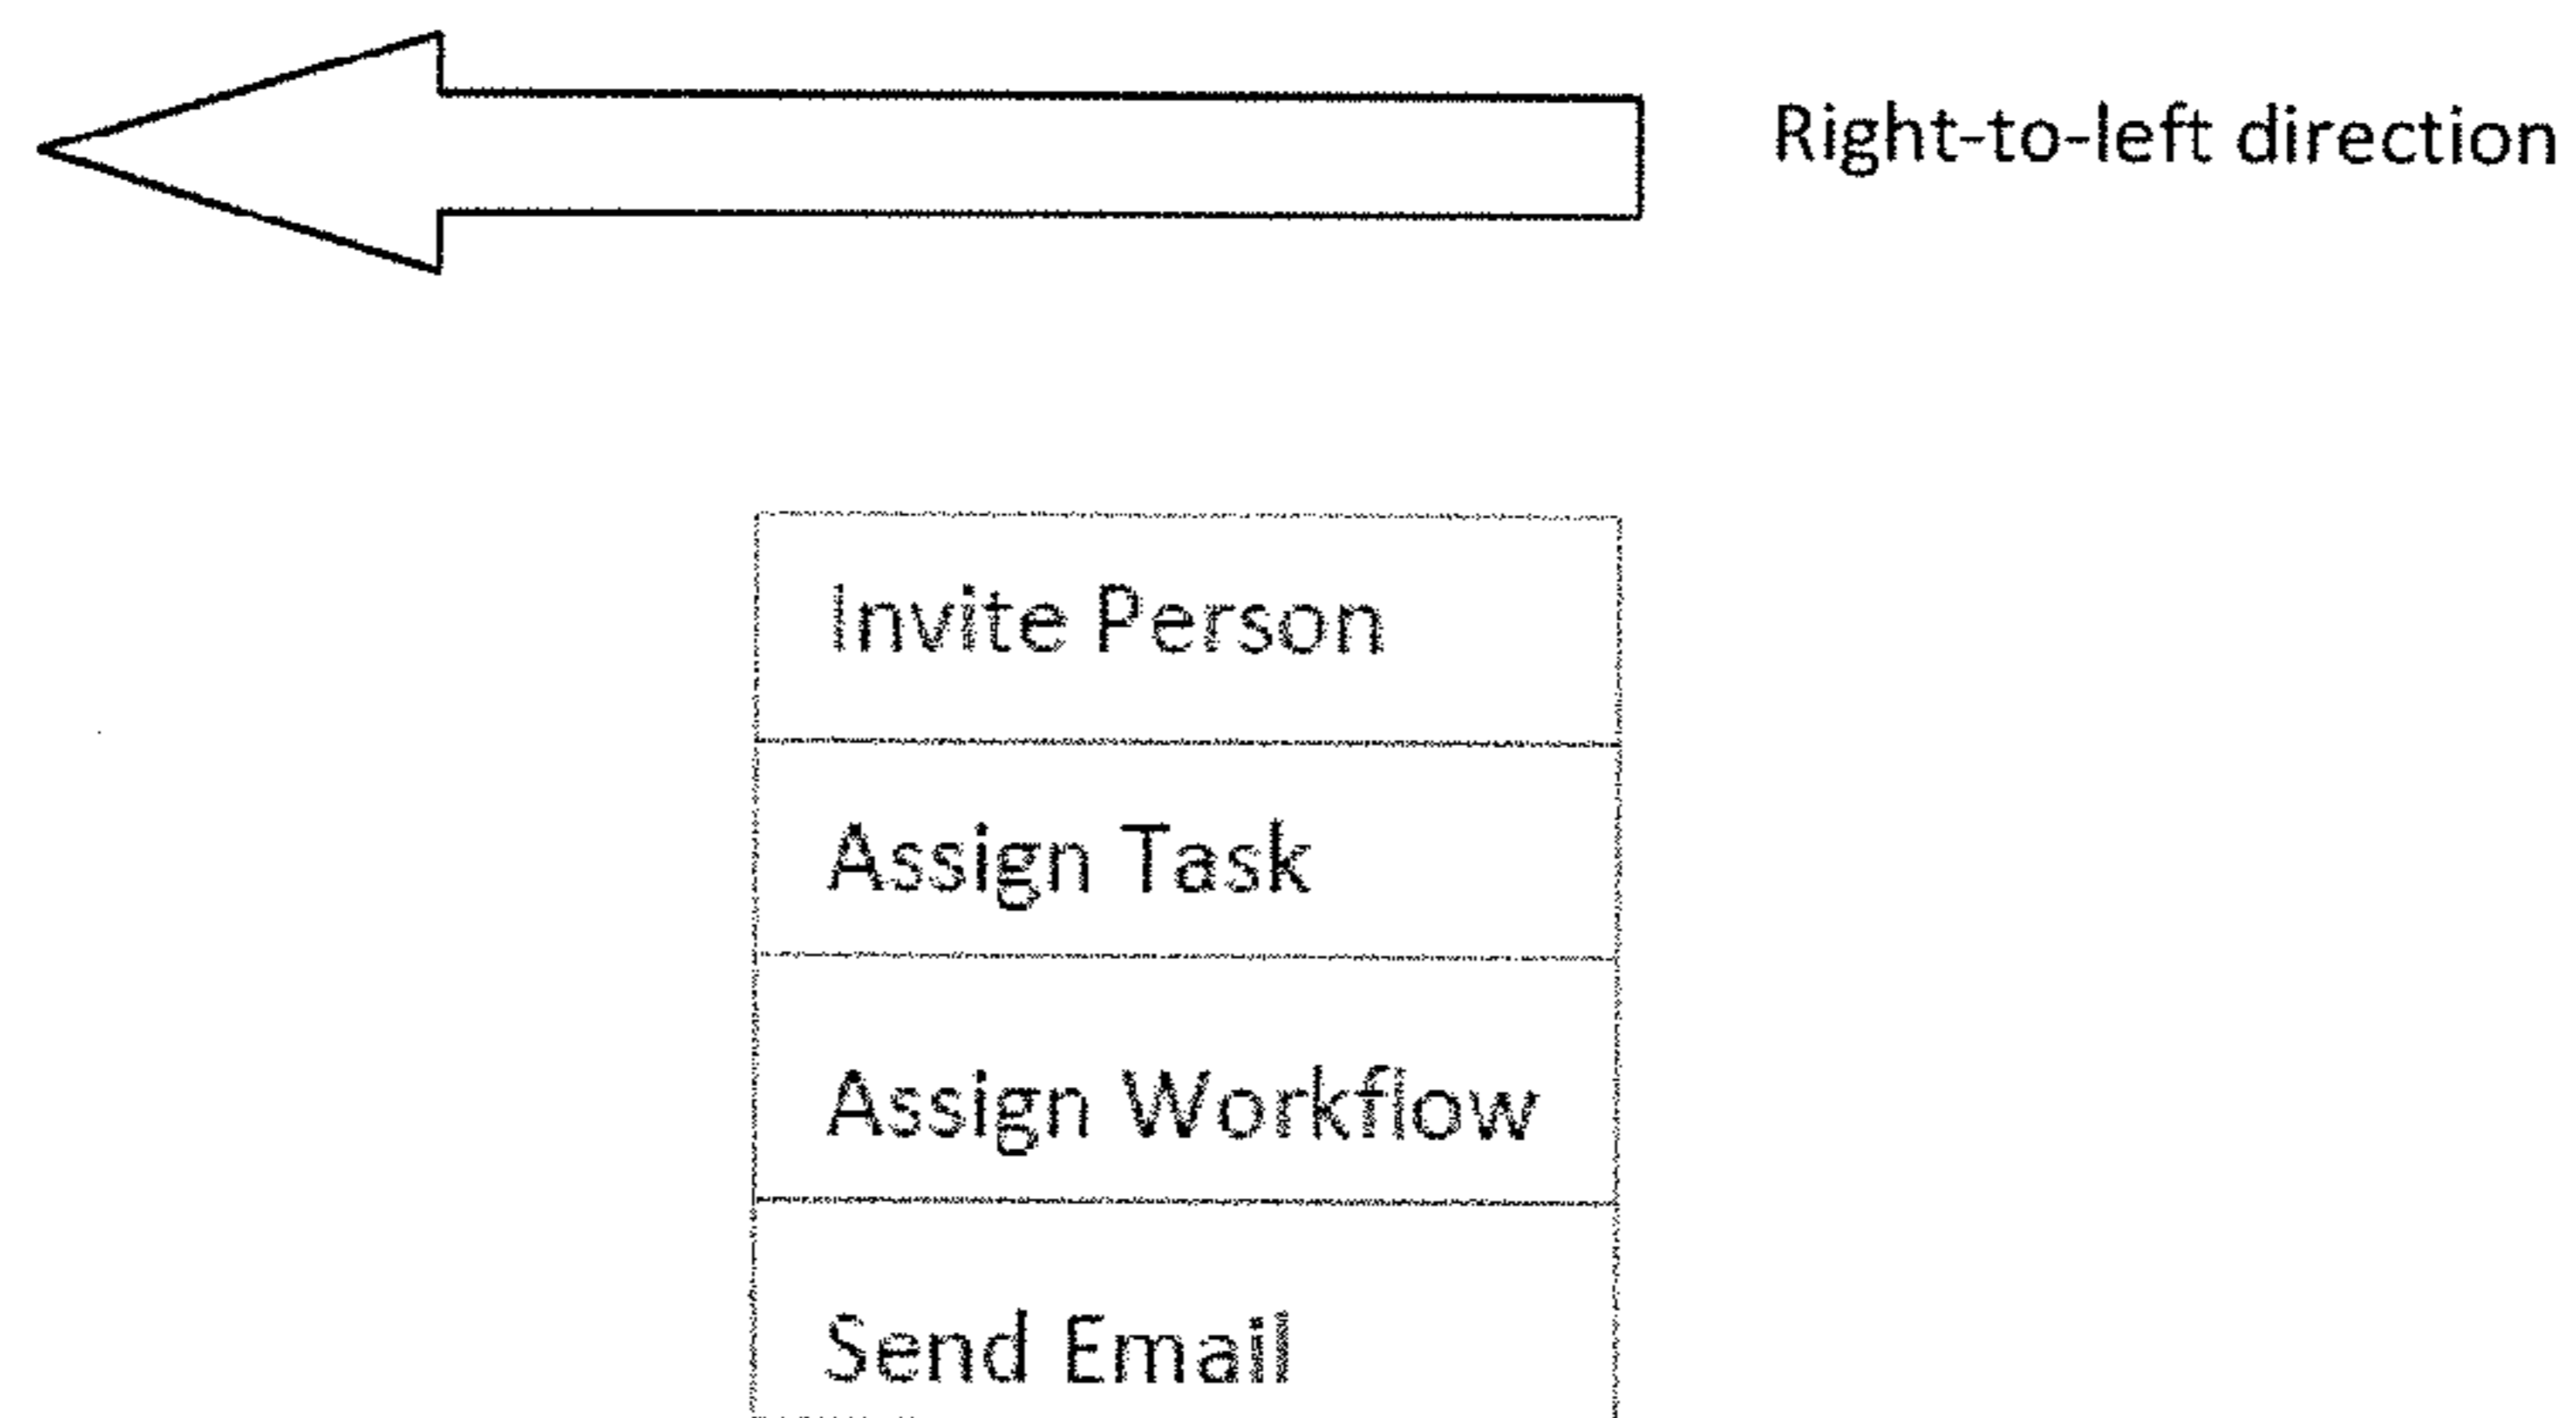 Right-to-left direction
Invite Person
Assign Task
Assign Workflow
Send Email